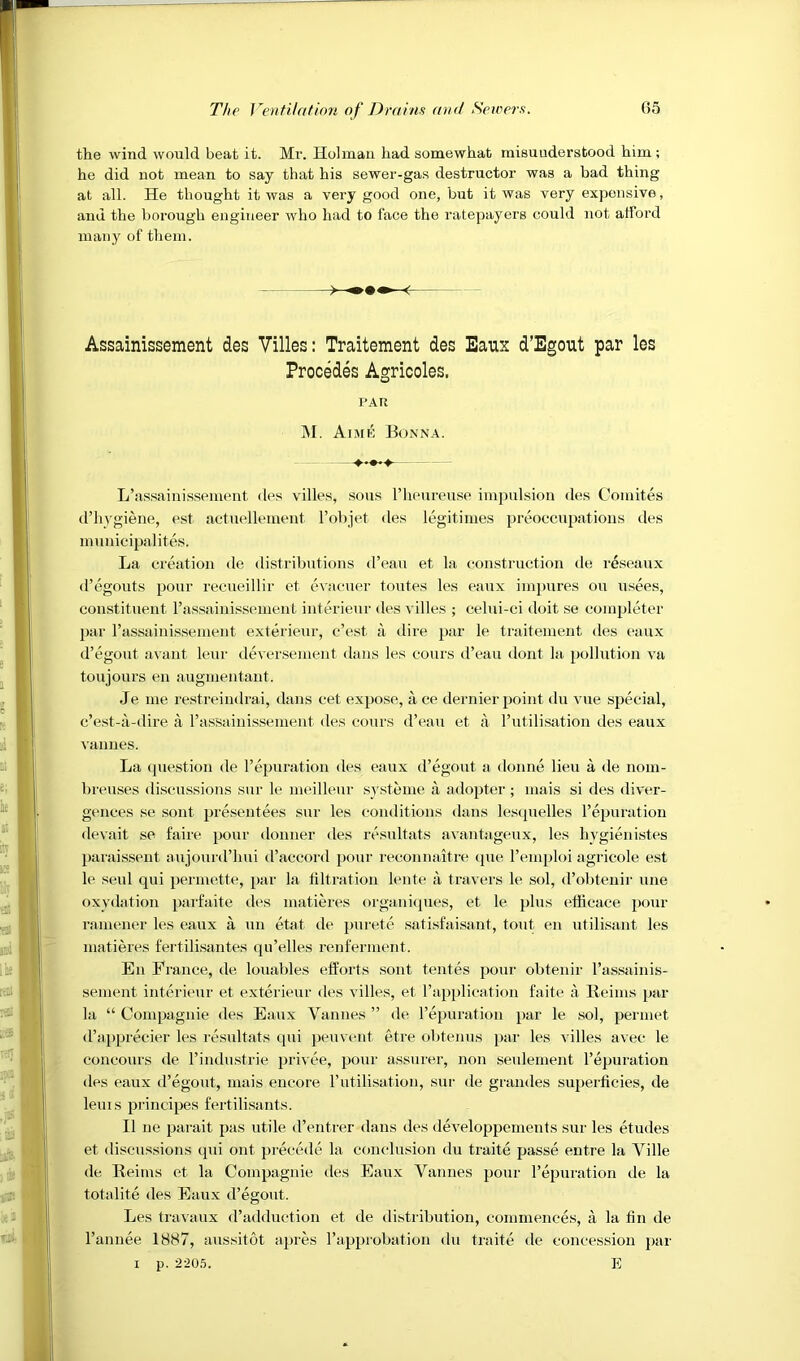 The Ventilation of Drains and Sewers. 65
the wind would beat it. Mr. Holman had somewhat misunderstood him;
he did not mean to say that his sewer-gas destructor was a bad thing
at all. He thought it was a very good one, but it was very expensive,
and the borough engineer who had to face the ratepayers could not afford
many of them.
Assainissement des Villes: Traitement des Eaux d'Egout par les
Procédés Agricoles.
PAR
M. Aimé Bonna.
L'assainissement des villes, sous l'heureuse impulsion des Comités
d'hygiène, est actuellement l'objet des légitimes préoccupations des
municipalités.
La création de distributions d'eau et la construction de réseaux
d'égouts pour recueillir et évacuer toutes les eaux impures ou usées,
constituent l'assainissement intérieur des villes ; celui-ci doit se compléter
par l'assainissement extérieur, c'est à dire par le traitement des eaux
d'égout avant leur déversement dans les cours d'eau dont la pollution va
toujours en augmentant.
Je me restreindrai, dans cet expose, à ce dernier point du vue spécial,
c'est-à-dire à l'assainissement des cours d'eau et à l'utilisation des eaux
vannes.
La question de l'épuration des eaux d'égout a donné lieu à de nom-
breuses discussions sur le meilleur système à adopter ; mais si des diver-
gences se sont présentées sur les conditions dans lesquelles l'épuration
devait se faire pour donner des résultats avantageux, les hygiénistes
paraissent aujourd'hui d'accord pour reconnaître que l'emploi agricole est
le seul qui permette, par la filtration lente à travers le sol, d'obtenir une
oxydation parfaite des matières organiques, et le plus efficace pour
ramener les eaux à un état de pureté satisfaisant, tout en utilisant les
matières fertilisantes qu'elles renferment.
En France, de louables efforts sont tentés pour obtenir l'assainis-
sement intérieur et extérieur des villes, et l'application faite à Reims par
la " Compagnie des Eaux Vannes " de l'épuration par le sol, permet
d'apprécier les résultats qui peuvent être obtenus par les villes avec le
concours de l'industrie privée, pour assurer, non seulement l'épuration
des eaux d'égout, mais encore l'utilisation, sur de grandes superficies, de
leurs principes fertilisants.
Il ne parait pas utile d'entrer dans des développements sur les études
et discussions qui ont précédé la conclusion du traité passé entre la Ville
de Reims et la Compagnie des Eaux Vannes pour l'épuration de la
totalité des Eaux d'égout.
Les travaux d'adduction et de distribution, commencés, à la fin de
l'année 1887, aussitôt après l'approbation du traité de concession par
I p. 2205. E